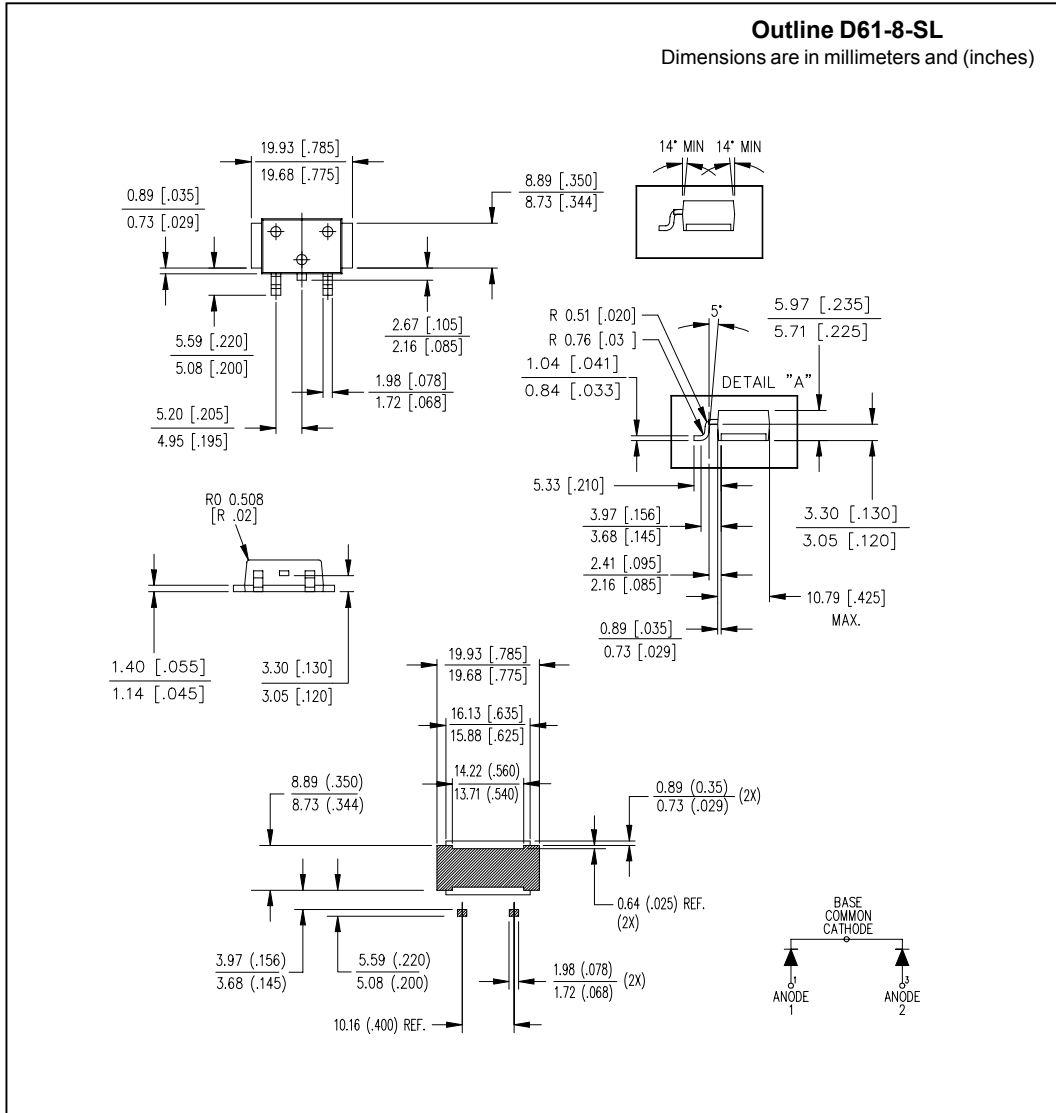 Outline D61-8-SL
Dimensions are in millimeters and (inches)
19.93 [.785]
19.68 [.775]
0.89 [.035]
0.73 [.029]
8.89 [.350]
8.73 [.344]
14° MIN 14° MIN
5.59 [.220]
5.08 [.200]
2.67 [.105]
2.16 [.085]
1.98 [.078]
1.72 [.068]
5.20 [.205]
4.95 [.195]
R 0.51 [.020]
R 0.76 [.03 ]
1.04 [.041]
0.84 [.033]
5°
5.97 [.235]
5.71 [.225]
DETAIL "A"
5.33 [.210]
3.97 [.156]
3.68 [.145]
2.41 [.095]
2.16 [.085]
0.89 [.035]
0.73 [.029]
3.30 [.130]
3.05 [.120]
10.79 [.425]
MAX.
RO 0.508
[R .02]
1.40 [.055]
1.14 [.045]
3.30 [.130]
3.05 [.120]
19.93 [.785]
19.68 [.775]
16.13 [.635]
15.88 [.625]
14.22 (.560)
13.71 (.540)
8.89 (.350)
8.73 (.344)
0.89 (0.35)
0.73 (.029)
(2X)
0.64 (.025) REF.
(2X)
3.97 (.156)
3.68 (.145)
5.59 (.220)
5.08 (.200)
1.98 (.078)
1.72 (.068)
(2X)
10.16 (.400) REF.
BASE
COMMON
CATHODE
1
ANODE
1
3
ANODE
2